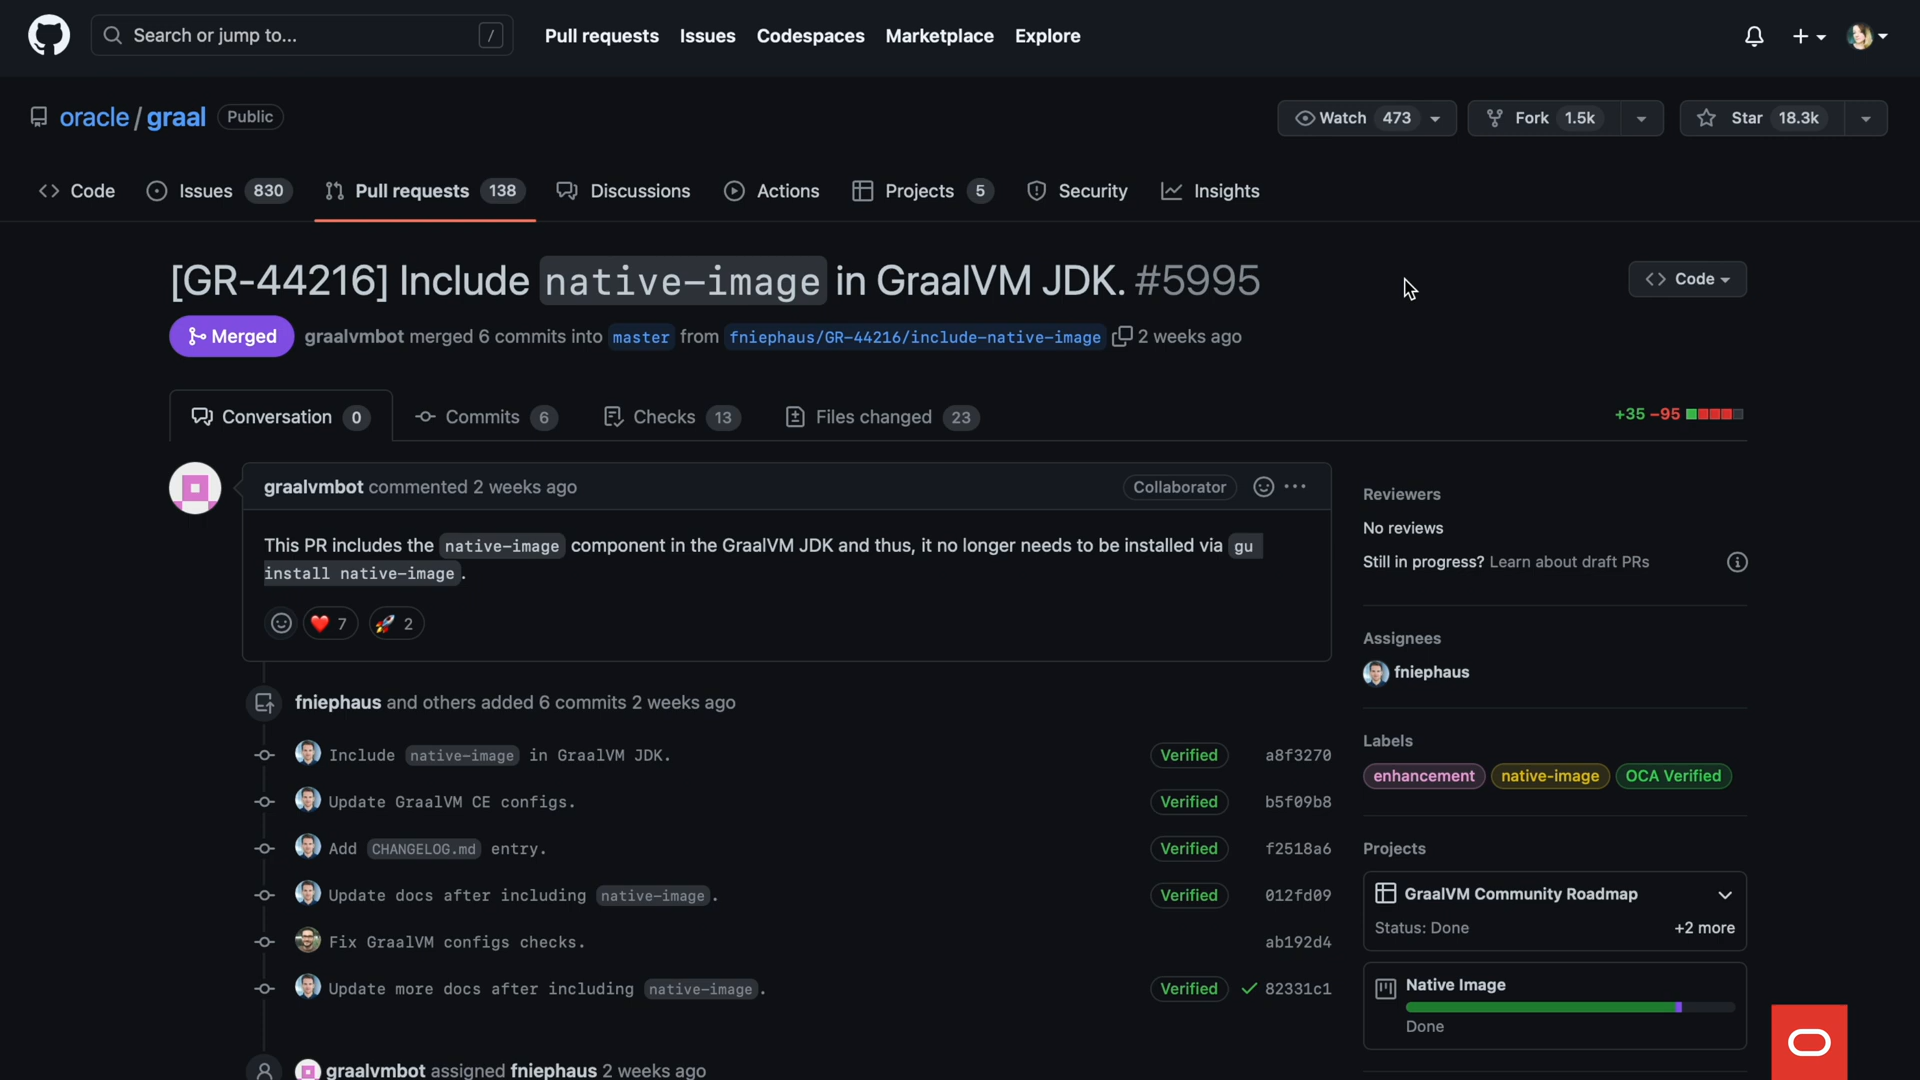 Search or jump to... /
Pull requests Issues Codespaces Marketplace Explore
oracle / graal Public
Watch 473 Fork 1.5k Star 18.3k
Code Issues 830 Pull requests 138 Discussions Actions Projects 5 Security Insights
[GR-44216] Include native-image in GraalVM JDK. #5995
Code
Merged graalvmbot merged 6 commits into master from fniephaus/GR-44216/include-native-image 2 weeks ago
Conversation 0 Commits 6 Checks 13 Files changed 23
+35 −95
graalvmbot commented 2 weeks ago Collaborator
This PR includes the native-image component in the GraalVM JDK and thus, it no longer needs to be installed via gu
install native-image.
7 2
fniephaus and others added 6 commits 2 weeks ago
Include native-image in GraalVM JDK. Verified a8f3270
Update GraalVM CE configs. Verified b5f09b8
Add CHANGELOG.md entry. Verified f2518a6
Update docs after including native-image. Verified 012fd09
Fix GraalVM configs checks. ab192d4
Update more docs after including native-image. Verified 82331c1
graalvmbot assigned fniephaus 2 weeks ago
Reviewers
No reviews
Still in progress? Learn about draft PRs
Assignees
fniephaus
Labels
enhancement native-image OCA Verified
Projects
GraalVM Community Roadmap
Status: Done +2 more
Native Image
Done